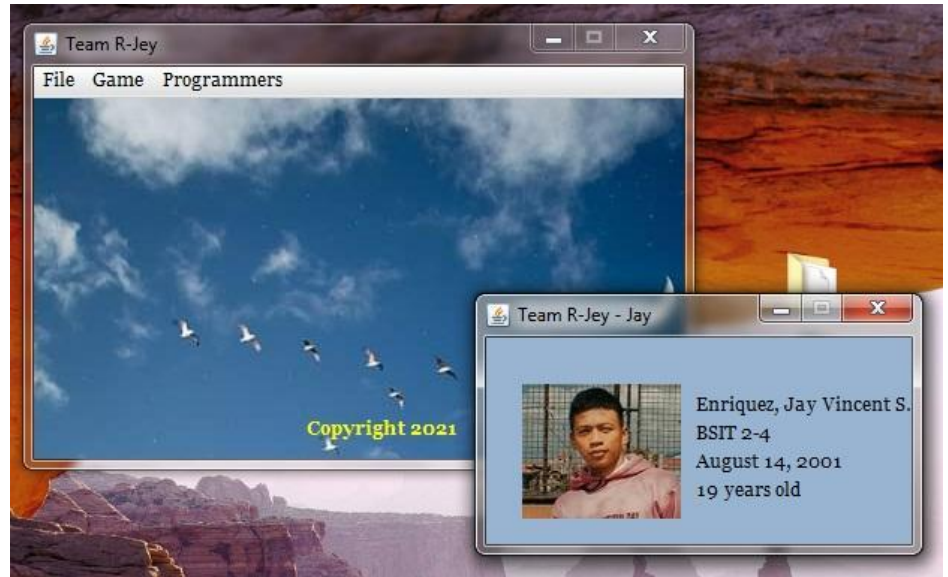 Team R-Jey
File Game Programmers
Copyright 2021
Team R-Jey - Jay
Enriquez, Jay Vincent S.
BSIT 2-4
August 14, 2001
19 years old